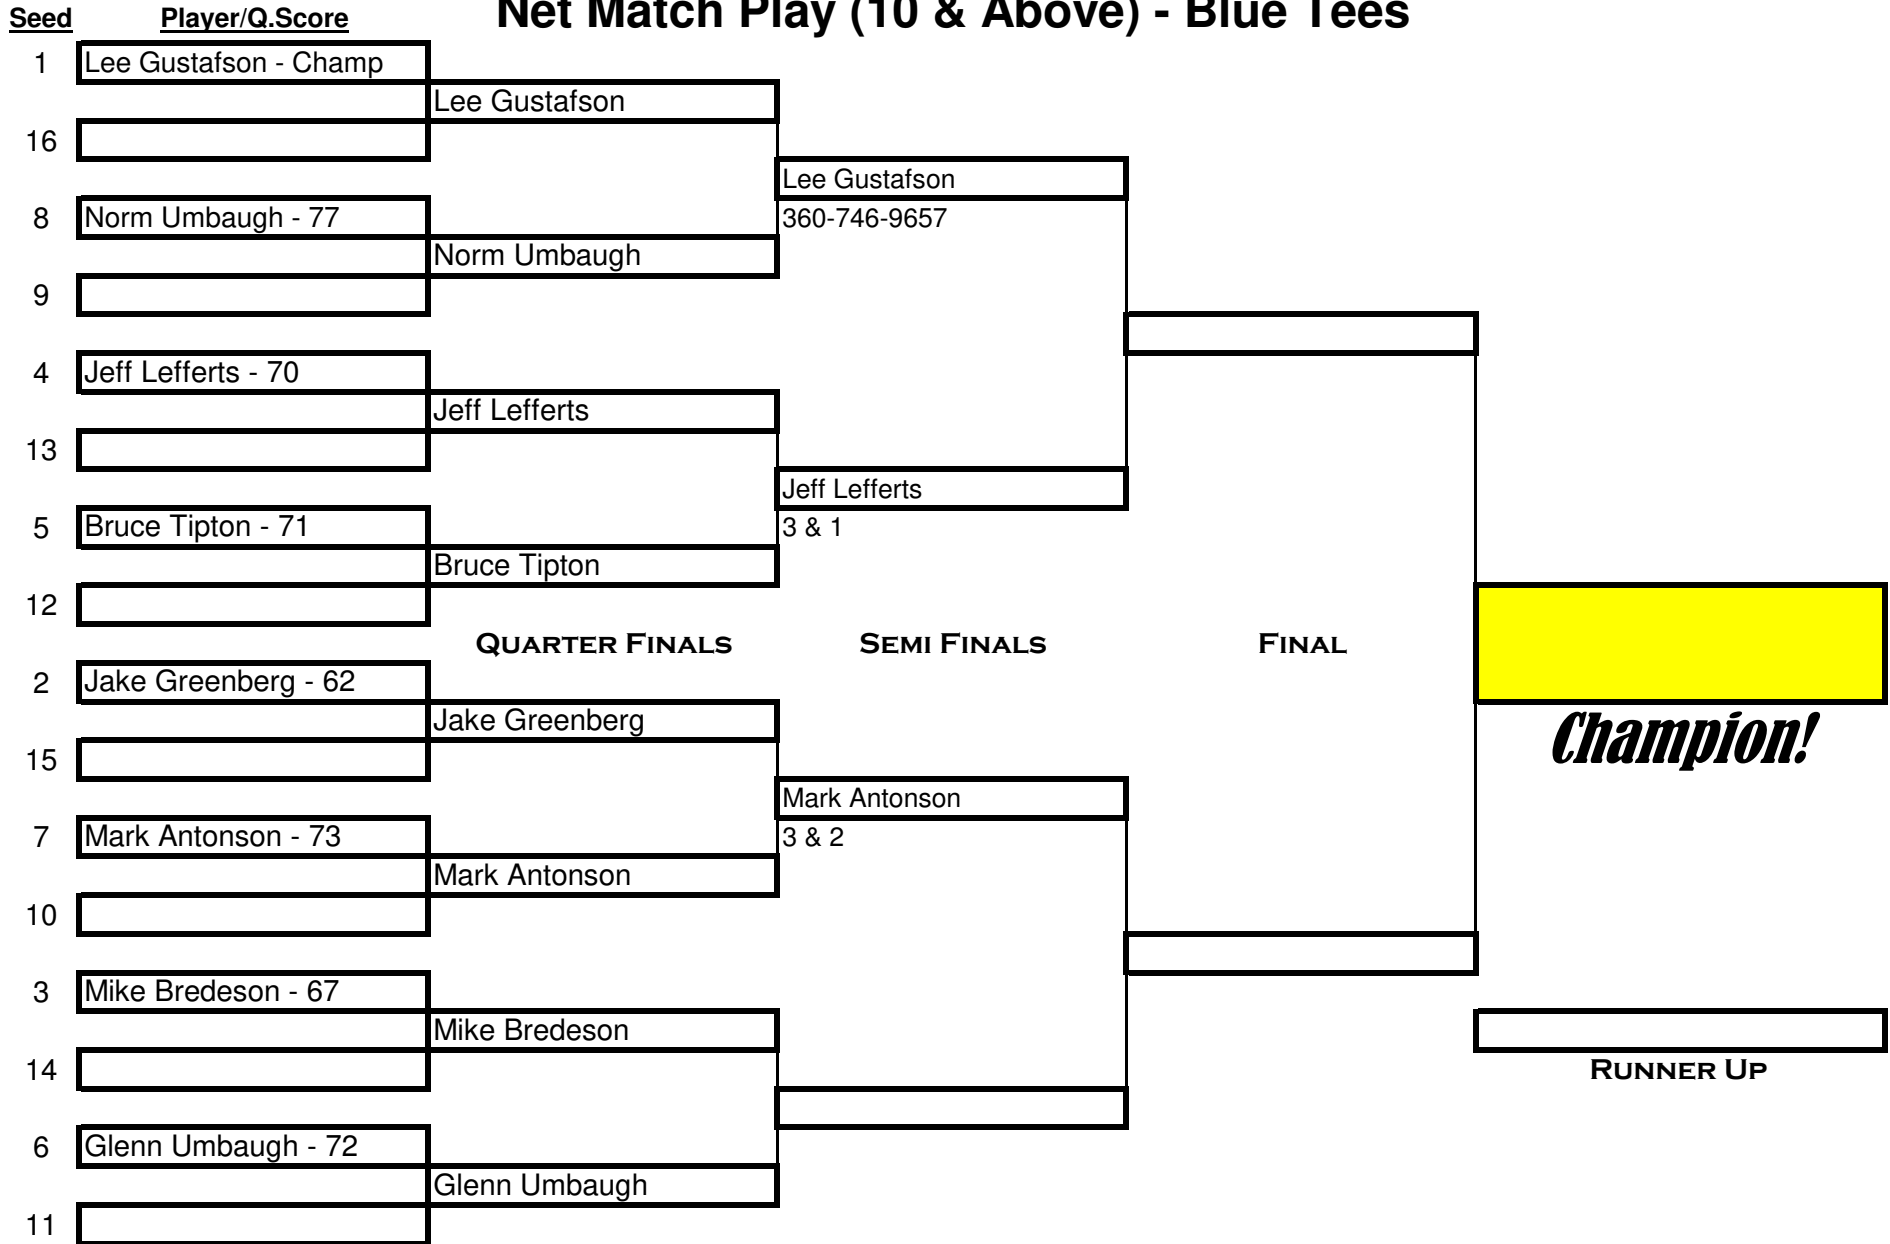 Net Match Play (10 & Above) - Blue Tees
Seed Player/Q.Score
1 Lee Gustafson - Champ
Lee Gustafson
16
Lee Gustafson
8 Norm Umbaugh - 77 360-746-9657
Norm Umbaugh
9
4 Jeff Lefferts - 70
Jeff Lefferts
13
Jeff Lefferts
5 Bruce Tipton - 71 3 & 1
Bruce Tipton
12
QUARTER FINALS SEMI FINALS FINAL
2 Jake Greenberg - 62
Jake Greenberg
Champion!
15
Mark Antonson
7 Mark Antonson - 73 3 & 2
Mark Antonson
10
3 Mike Bredeson - 67
Mike Bredeson
14 RUNNER UP
6 Glenn Umbaugh - 72
Glenn Umbaugh
11